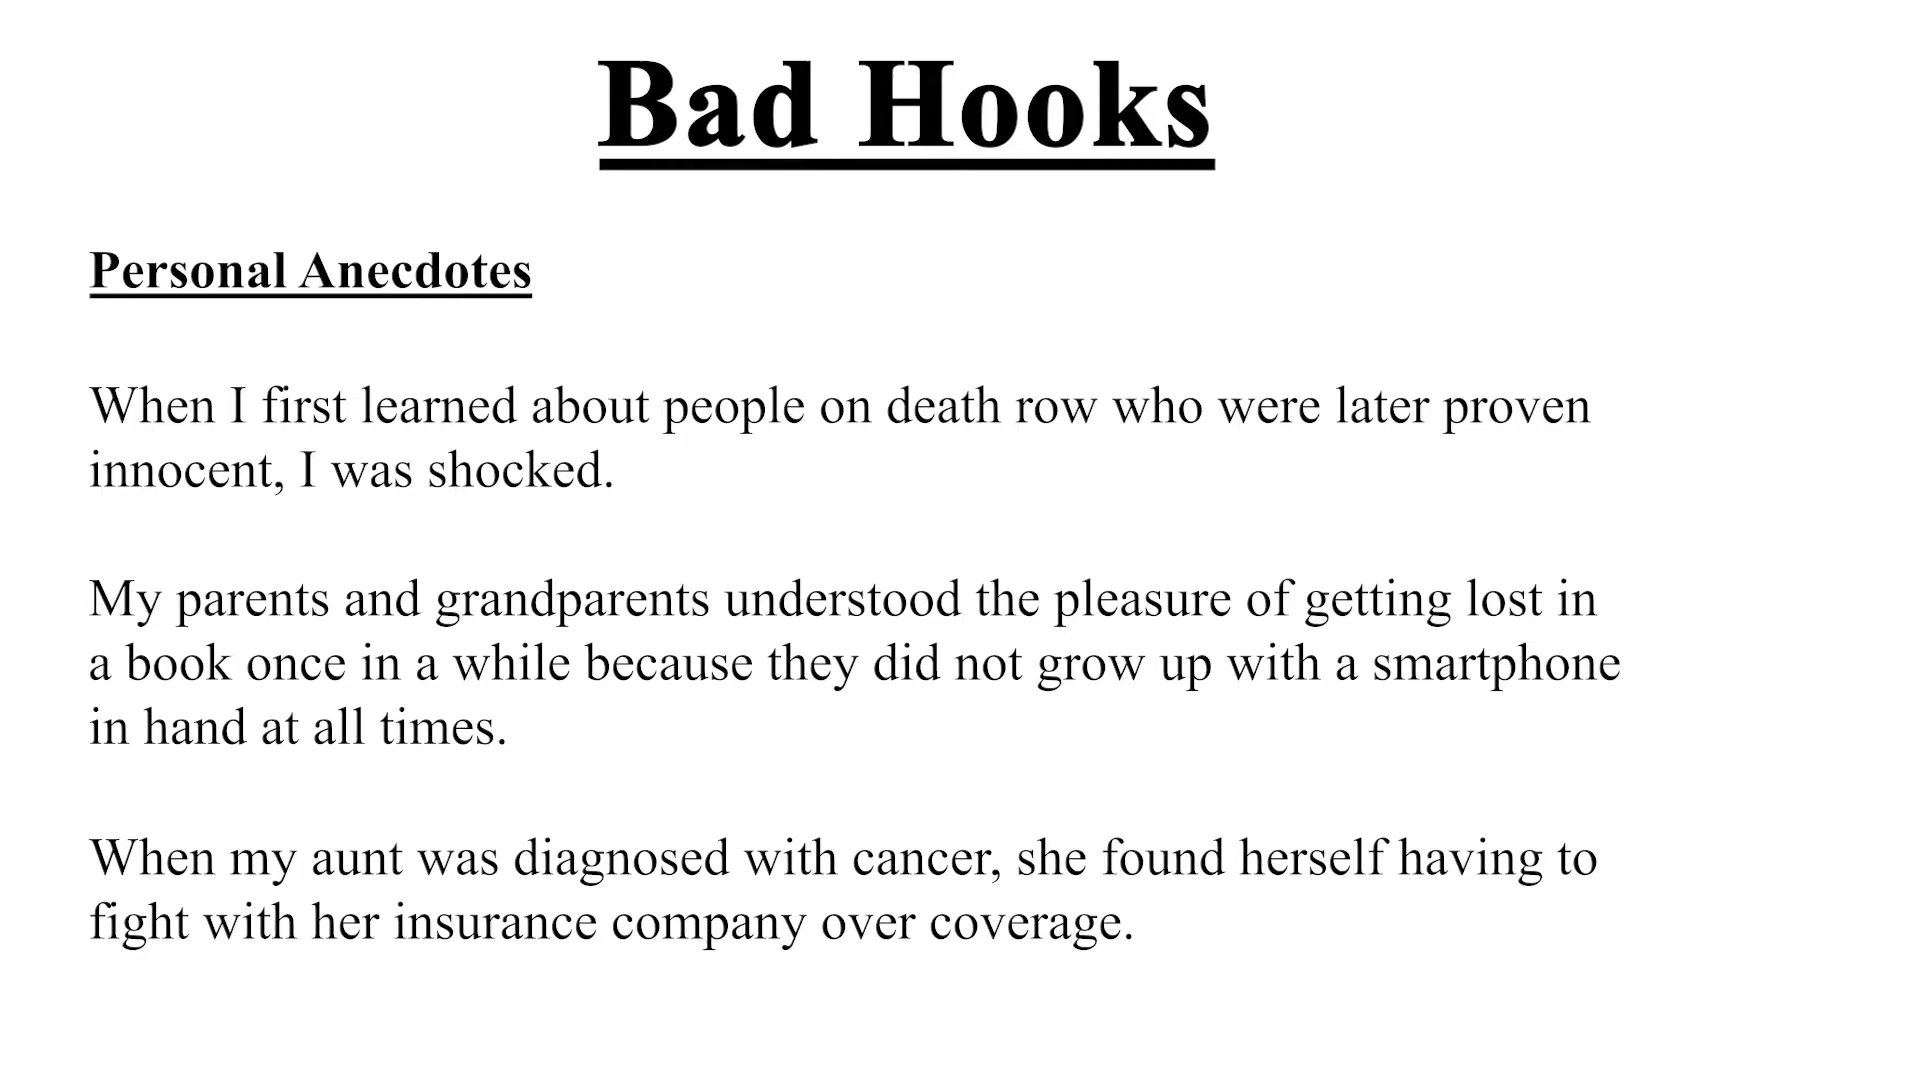 Bad Hooks
Personal Anecdotes
When I first learned about people on death row who were later proven
innocent, I was shocked.
My parents and grandparents understood the pleasure of getting lost in
a book once in a while because they did not grow up with a smartphone
in hand at all times.
When my aunt was diagnosed with cancer, she found herself having to
fight with her insurance company over coverage.